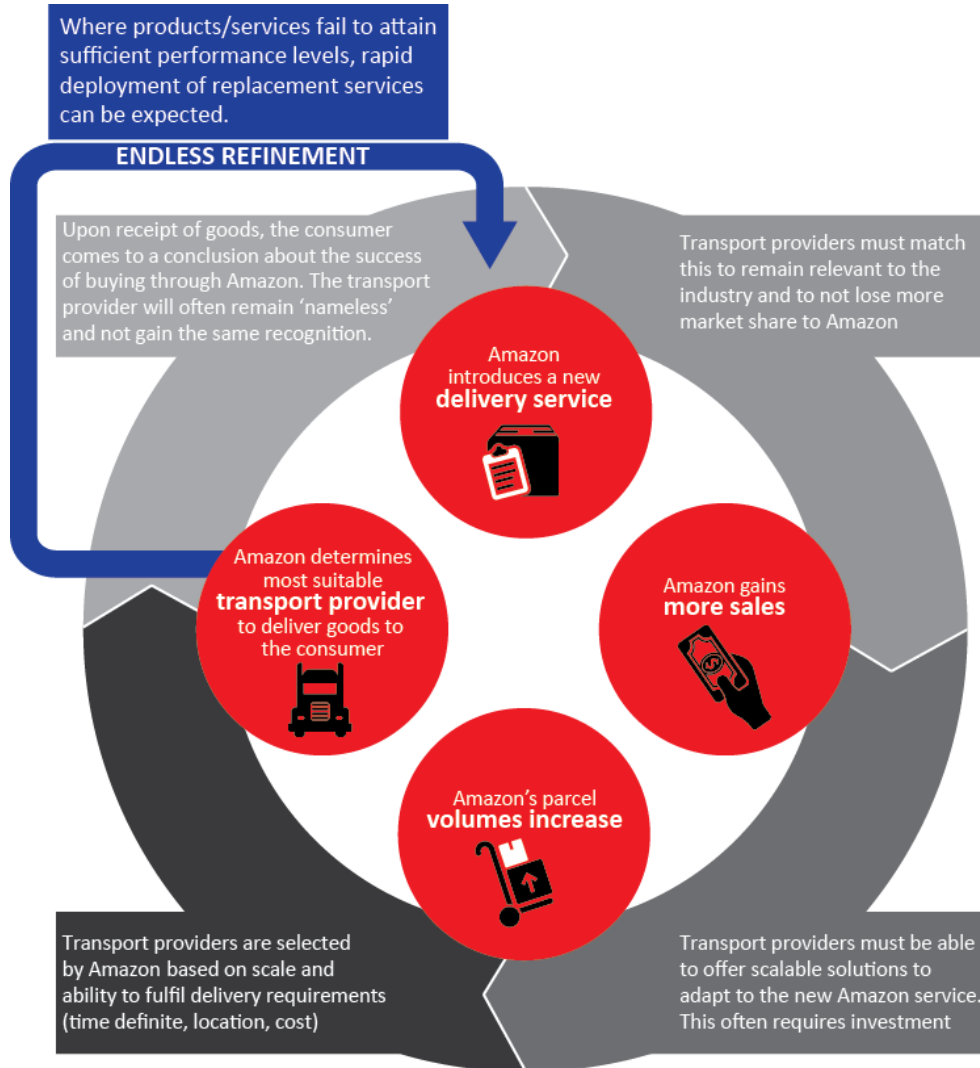 Where products/services fail to attain
sufficient performance levels, rapid
deployment of replacement services
can be expected.
ENDLESS REFINEMENT
Upon receipt of goods, the consumer
comes to a conclusion about the success
of buying through Amazon. The transport
provider will often remain ‘nameless’
and not gain the same recognition.
Transport providers must match
this to remain relevant to the
industry and to not lose more
market share to Amazon
Amazon
introduces a new
delivery service
Amazon determines
most suitable
transport provider
to deliver goods to
the consumer
Amazon gains
more sales
$
Amazon’s parcel
volumes increase
Transport providers are selected
by Amazon based on scale and
ability to fulfil delivery requirements
(time definite, location, cost)
Transport providers must be able
to offer scalable solutions to
adapt to the new Amazon service.
This often requires investment